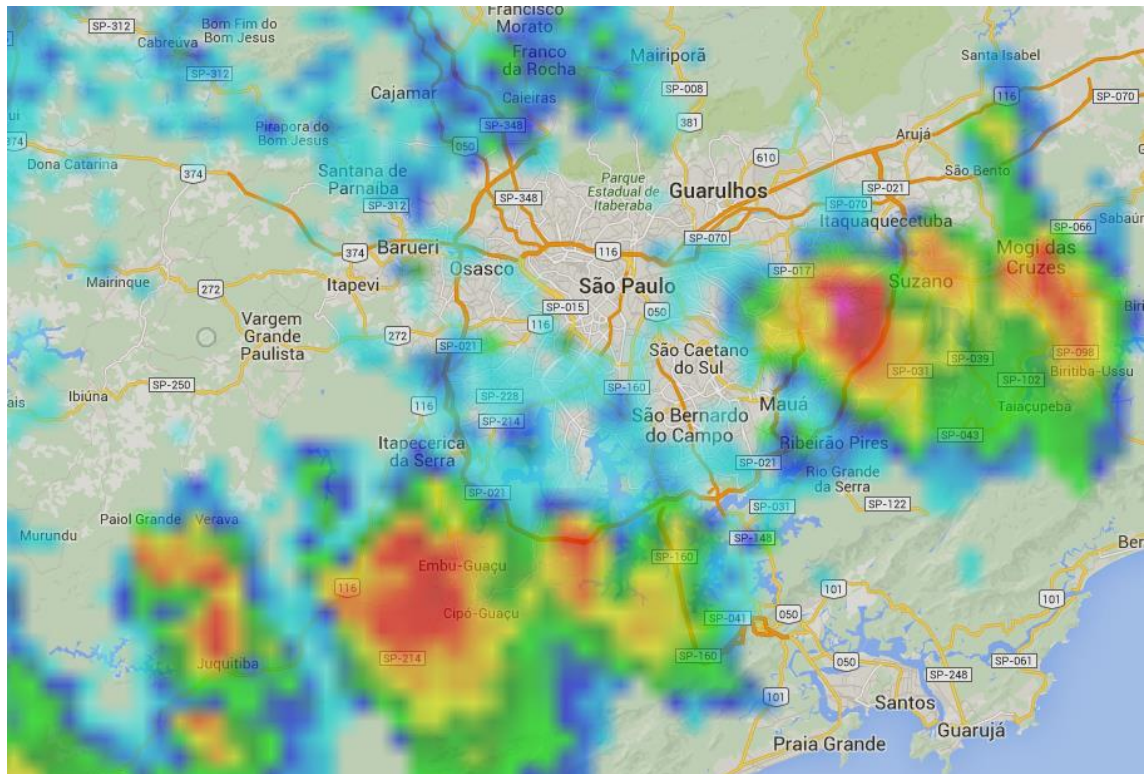 SP-312
Bom Fim do
Bom Jesus
Cabreúva
SP-312
Francisco
Morato
Franco
da Rocha
Mairiporã
Santa Isabel
Cajamar
Caieiras
SP-008
116
SP-070
SP-348
381
Pirapora do
Bom Jesus
374
050
Arujá
Dona Catarina
374
Santana de
Parnaíba
610
São Bento
Parque
Estadual de
Itaberaba
Guarulhos
SP-021
SP-312
SP-348
SP-070
Itaquaquecetuba
SP-066
SP-070
374
Barueri
116
Mogi das
Cruzes
Osasco
SP-017
Mairinque
272
Itapevi
São Paulo
Suzano
SP-015
050
Vargem
Grande
Paulista
116
272
SP-021
São Caetano
do Sul
SP-039
SP-098
SP-031
Biritiba-Ussu
SP-250
SP-160
SP-102
Ibiúna
116
SP-228
Mauá
Taiaçupeba
SP-214
São Bernardo
do Campo
SP-043
Itapecerica
da Serra
Ribeirão Pires
SP-021
Rio Grande
da Serra
SP-021
SP-122
SP-031
Paiol Grande
Verava
Murundu
SP-148
SP-160
Embu-Guaçu
116
101
101
Cipó-Guaçu
050
SP-041
SP-214
SP-160
Juquitiba
050
SP-061
SP-248
101
Santos
Guarujá
Praia Grande